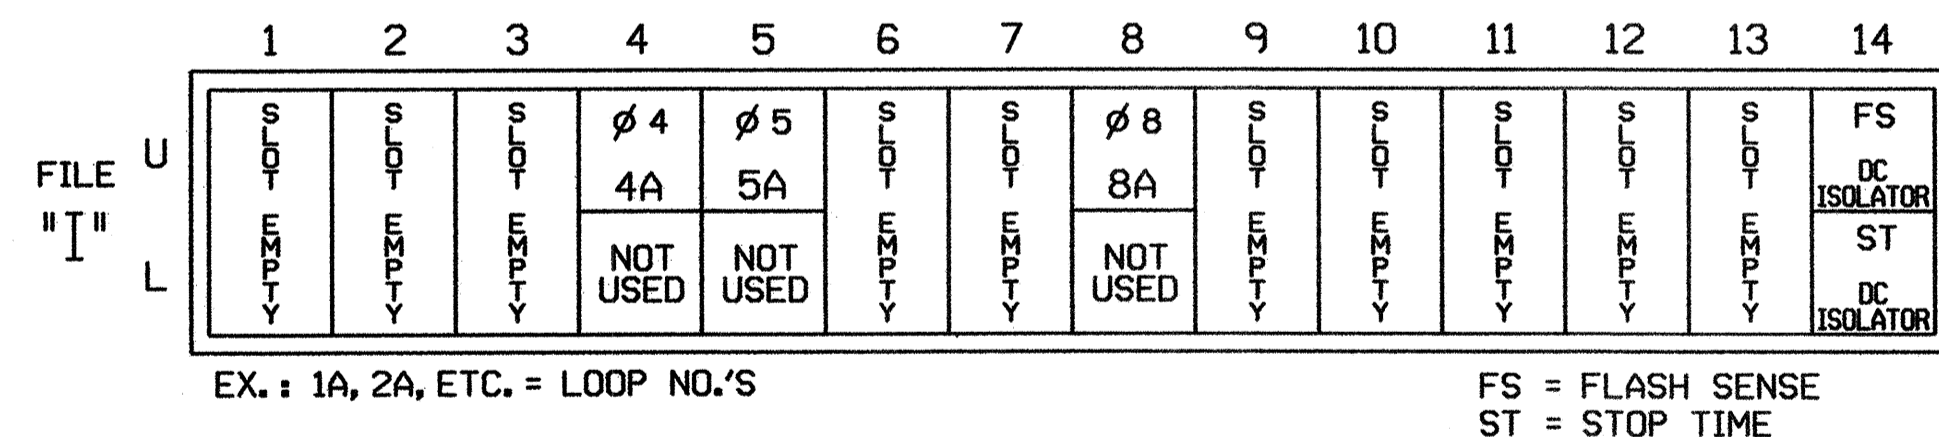 1 2 3 4 5 6 7 8 9 10 11 12 13 14
FILE "I"
U
L
SLOT EMPTY
SLOT EMPTY
SLOT EMPTY
Ø 4
4A
NOT USED
Ø 5
5A
NOT USED
SLOT EMPTY
SLOT EMPTY
Ø 8
8A
NOT USED
SLOT EMPTY
SLOT EMPTY
SLOT EMPTY
SLOT EMPTY
SLOT EMPTY
FS
DC
ISOLATOR
ST
DC
ISOLATOR
EX.: 1A, 2A, ETC. = LOOP NO.'S
FS = FLASH SENSE
ST = STOP TIME